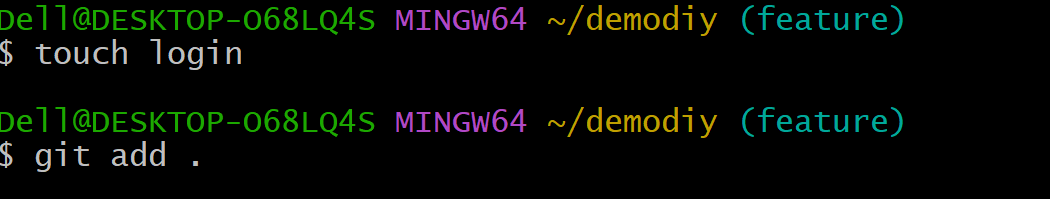 Dell@DESKTOP-O68LQ4S MINGW64 ~/demodiy (feature)
$ touch login
Dell@DESKTOP-O68LQ4S MINGW64 ~/demodiy (feature)
$ git add .